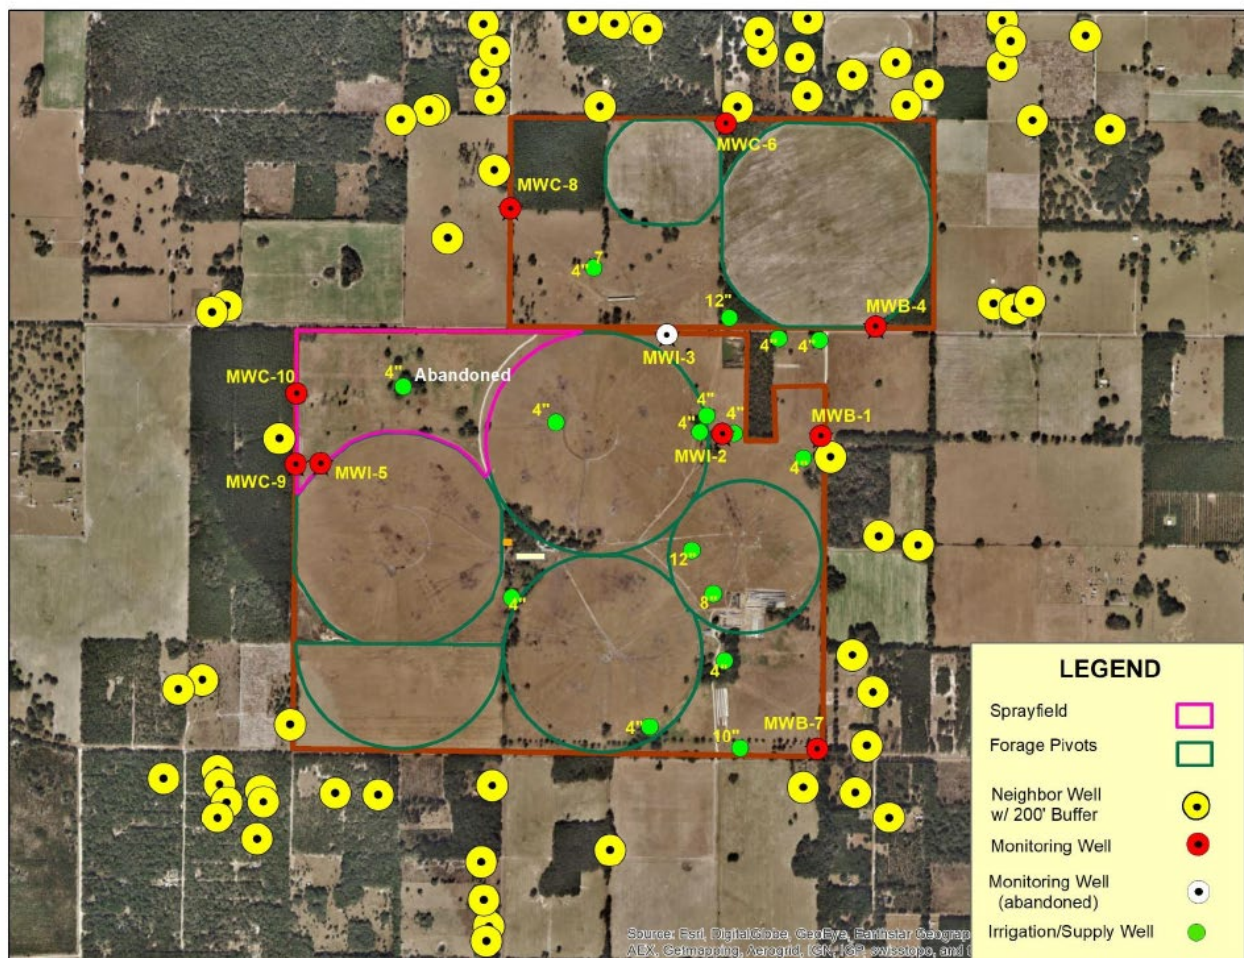 MWC-6
MWC-8
7
4"
12"
MWB-4
MWI-3
4"
4"
MWC-10
4"
Abandoned
4"
4"
4"
4"
MWI-2
MWB-1
4"
MWC-9
MWI-5
12"
8"
4"
4"
4"
10"
MWB-7
LEGEND
Sprayfield
Forage Pivots
Neighbor Well
w/ 200' Buffer
Monitoring Well
Monitoring Well
(abandoned)
Irrigation/Supply Well
Source: Esri, DigitalGlobe, GeoEye, Earthstar Geograp
AEX, Getmapping, Aerogrid, IGN, IGP, swisstopo, and